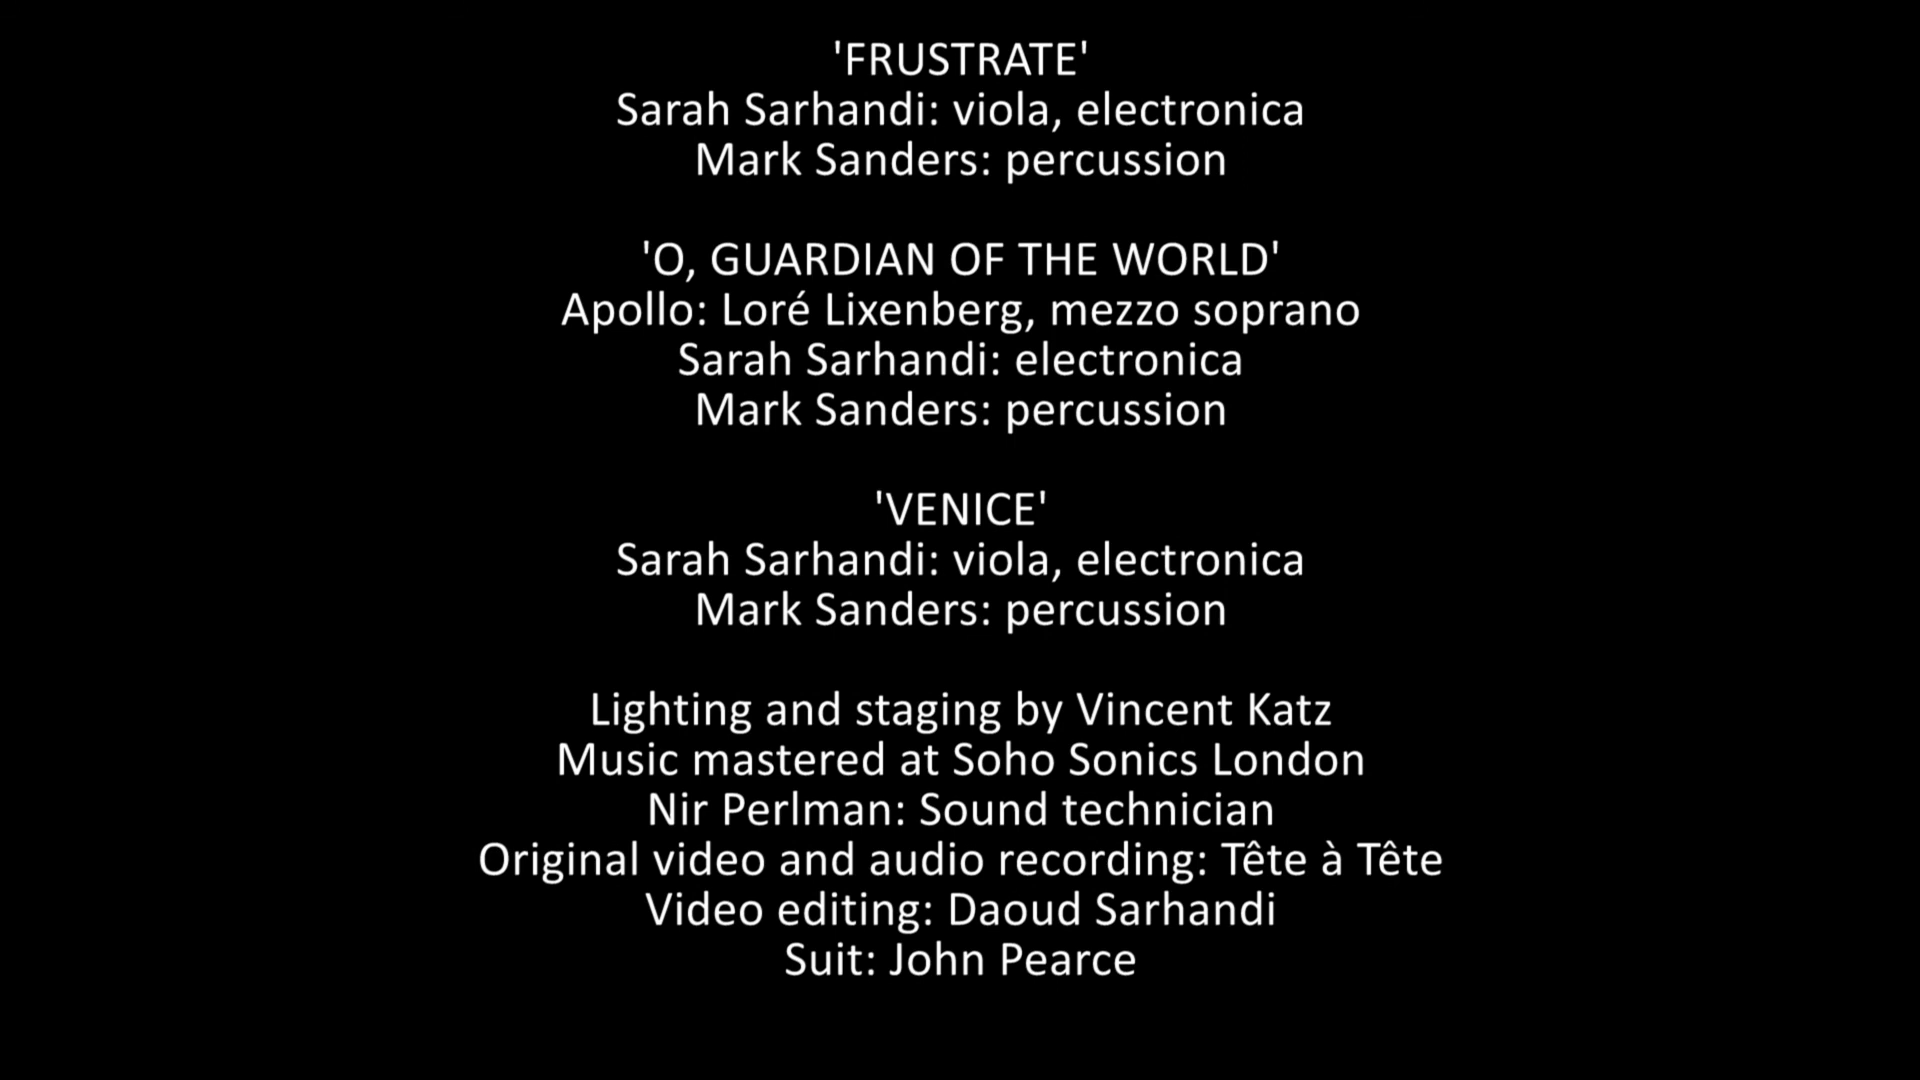 'FRUSTRATE'
Sarah Sarhandi: viola, electronica
Mark Sanders: percussion
'O, GUARDIAN OF THE WORLD'
Apollo: Loré Lixenberg, mezzo soprano
Sarah Sarhandi: electronica
Mark Sanders: percussion
'VENICE'
Sarah Sarhandi: viola, electronica
Mark Sanders: percussion
Lighting and staging by Vincent Katz
Music mastered at Soho Sonics London
Nir Perlman: Sound technician
Original video and audio recording: Tête à Tête
Video editing: Daoud Sarhandi
Suit: John Pearce